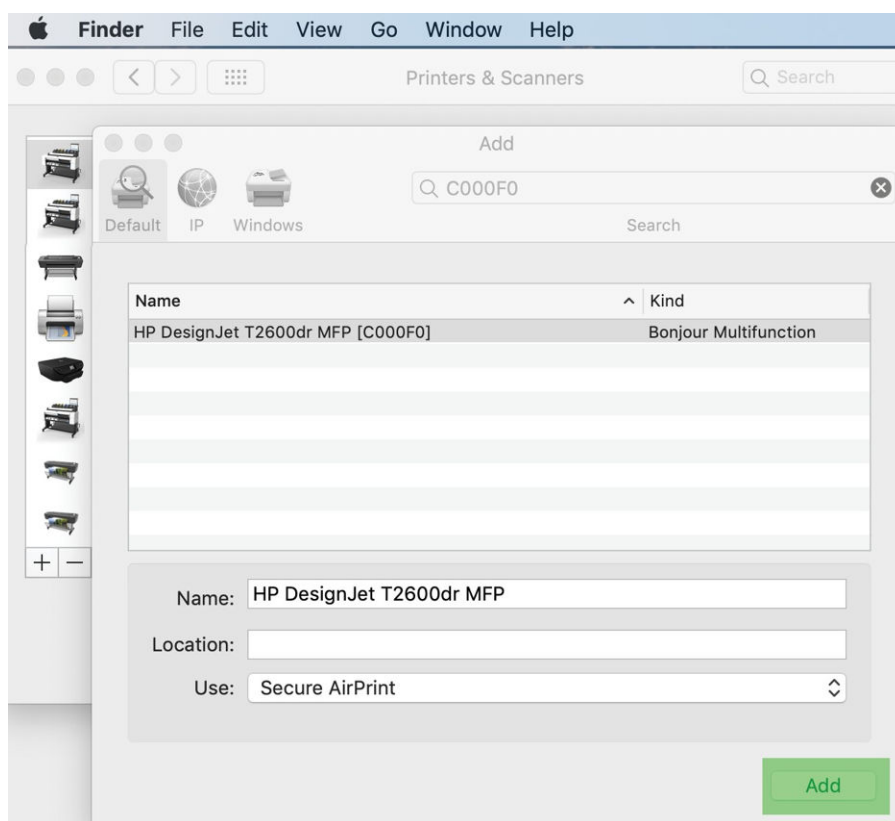 Finder File Edit View Go Window Help
Printers & Scanners Search
Add
C000F0
Default IP Windows Search
Name Kind
HP DesignJet T2600dr MFP [C000F0] Bonjour Multifunction
Name: HP DesignJet T2600dr MFP
Location:
Use: Secure AirPrint
Add